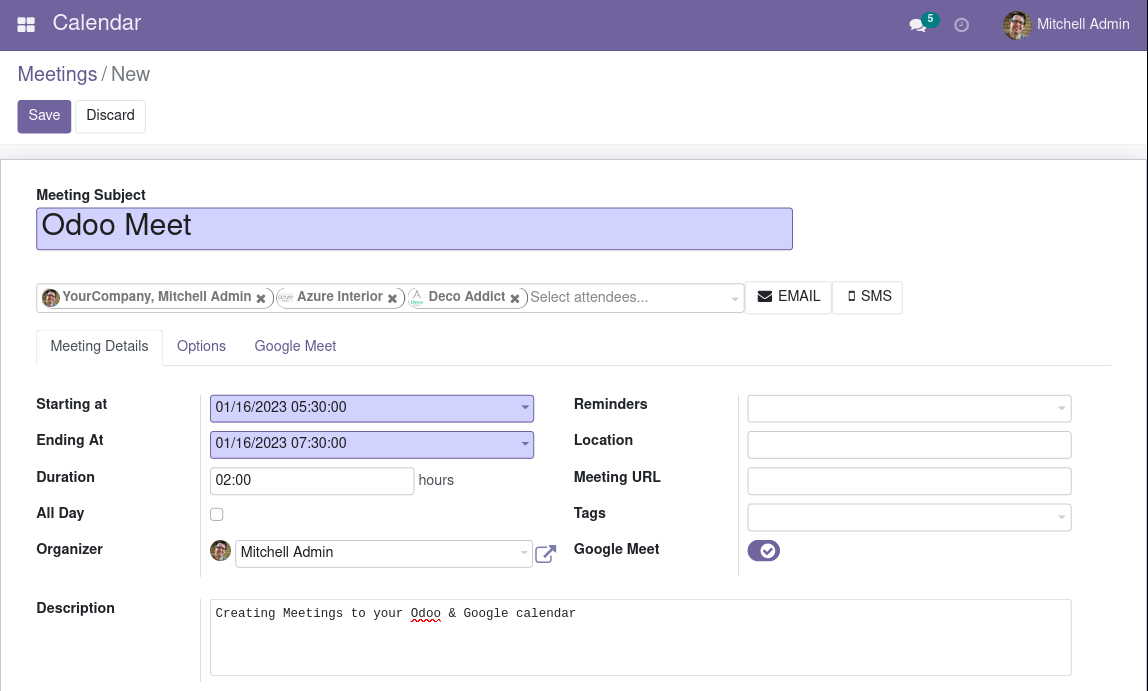 Calendar
5
Mitchell Admin
Meetings / New
Save Discard
Meeting Subject
Odoo Meet
YourCompany, Mitchell Admin Azure Interior Deco Addict Select attendees... EMAIL SMS
Meeting Details Options Google Meet
Starting at 01/16/2023 05:30:00 Reminders
Ending At 01/16/2023 07:30:00 Location
Duration 02:00 hours Meeting URL
All Day Tags
Organizer Mitchell Admin Google Meet
Description Creating Meetings to your Odoo & Google calendar